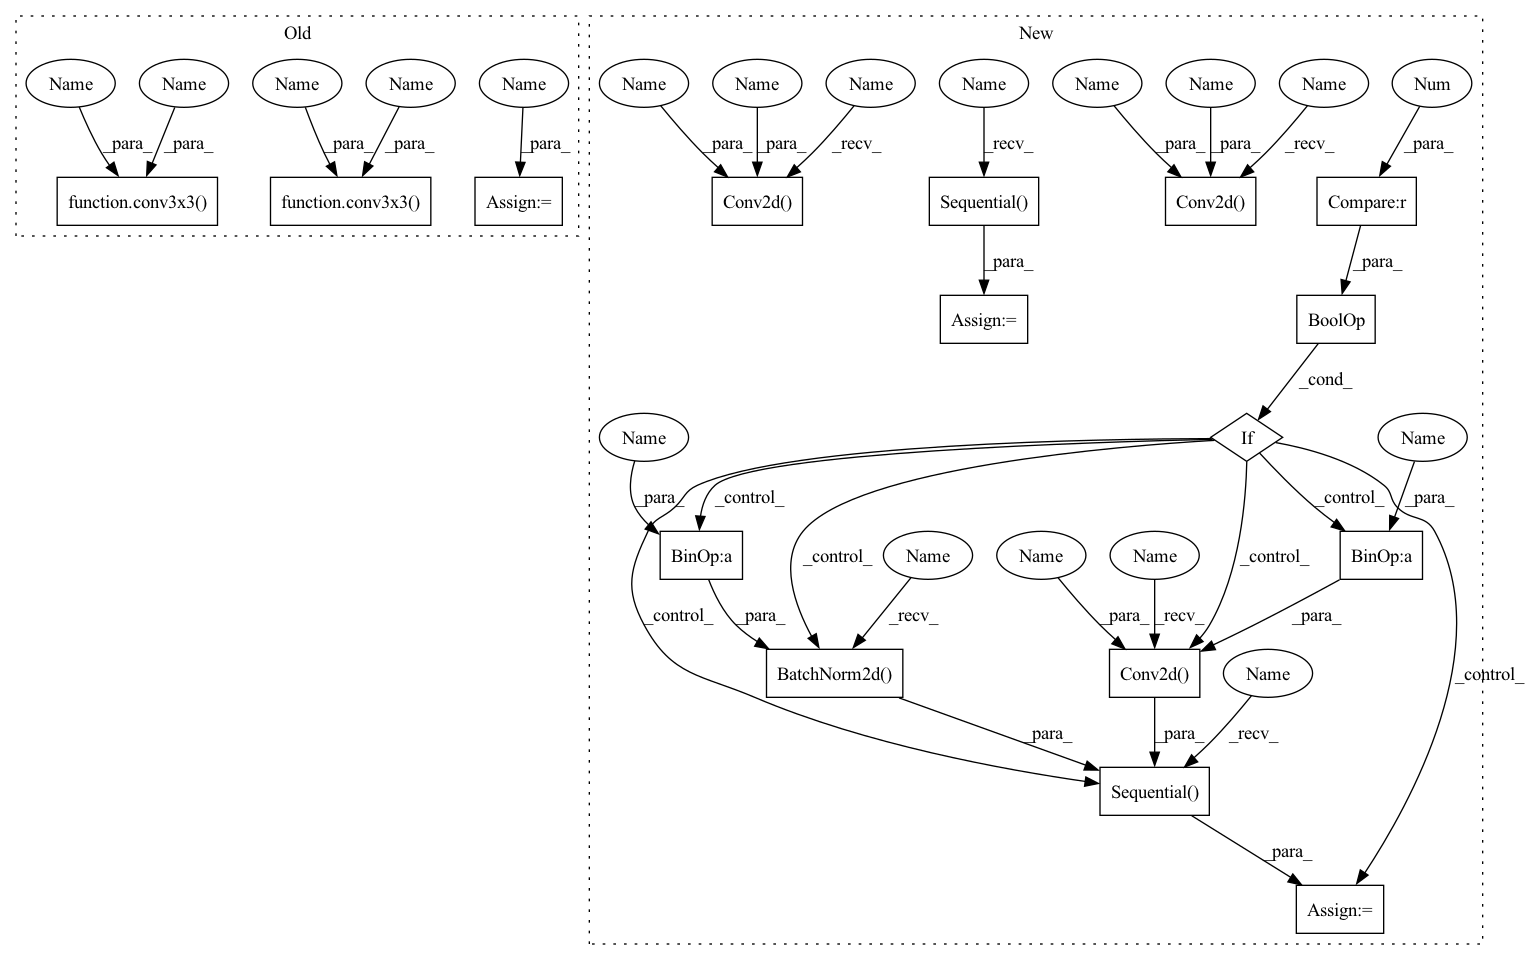 Old
New
Name
Name
Name
Name
Name
Name
Name
Name
Name
Name
Name
Name
Num
_para_
_para_
_para_
_para_
_para_
_para_
_para_
_recv_
_recv_
_para_
_para_
_recv_
_para_
function.conv3x3()
function.conv3x3()
Assign:=
Conv2d()
Sequential()
Conv2d()
Compare:r
_para_
_para_
Assign:=
BoolOp
_cond_
Name
If
Name
_para_
_control_
_control_
_para_
BinOp:a
Name
Name
Name
BinOp:a
_control_
_control_
_control_
_para_
_recv_
_para_
_recv_
_para_
BatchNorm2d()
Conv2d()
Name
_control_
_para_
_para_
_recv_
Sequential()
_para_
Assign:=